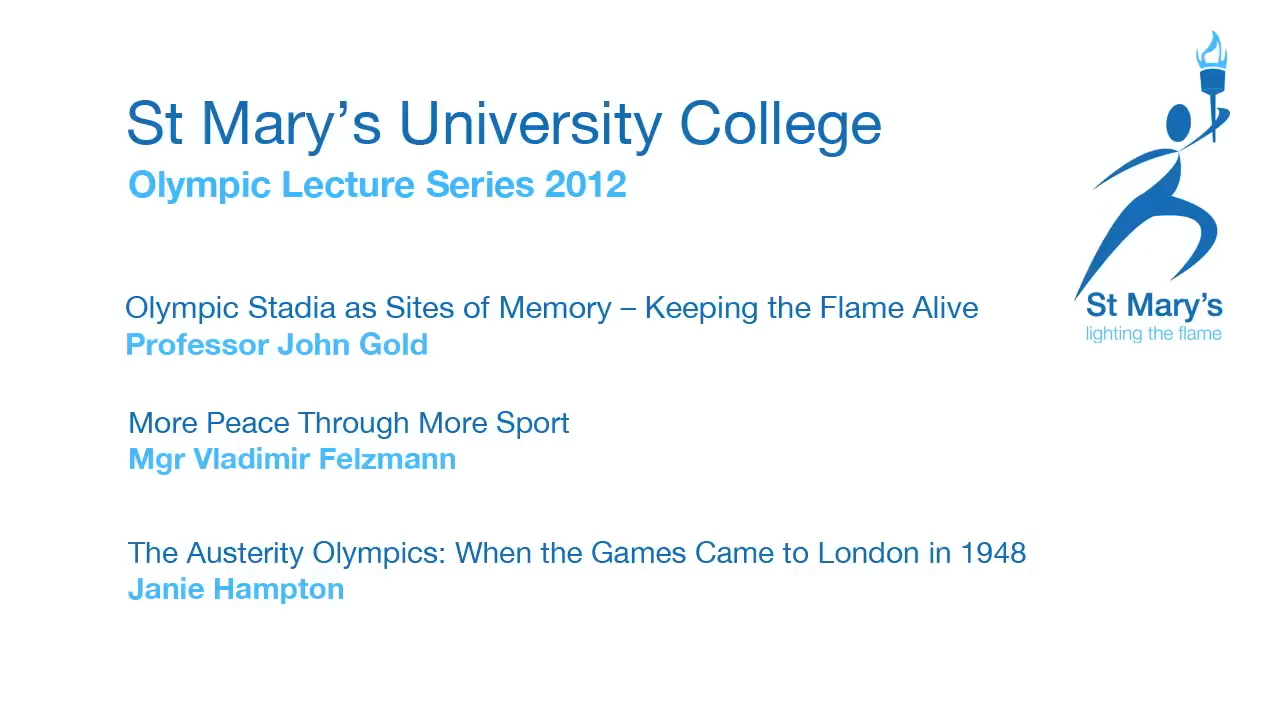 St Mary’s University College
Olympic Lecture Series 2012
Olympic Stadia as Sites of Memory – Keeping the Flame Alive
Professor John Gold
More Peace Through More Sport
Mgr Vladimir Felzmann
The Austerity Olympics: When the Games Came to London in 1948
Janie Hampton
St Mary’s
lighting the flame